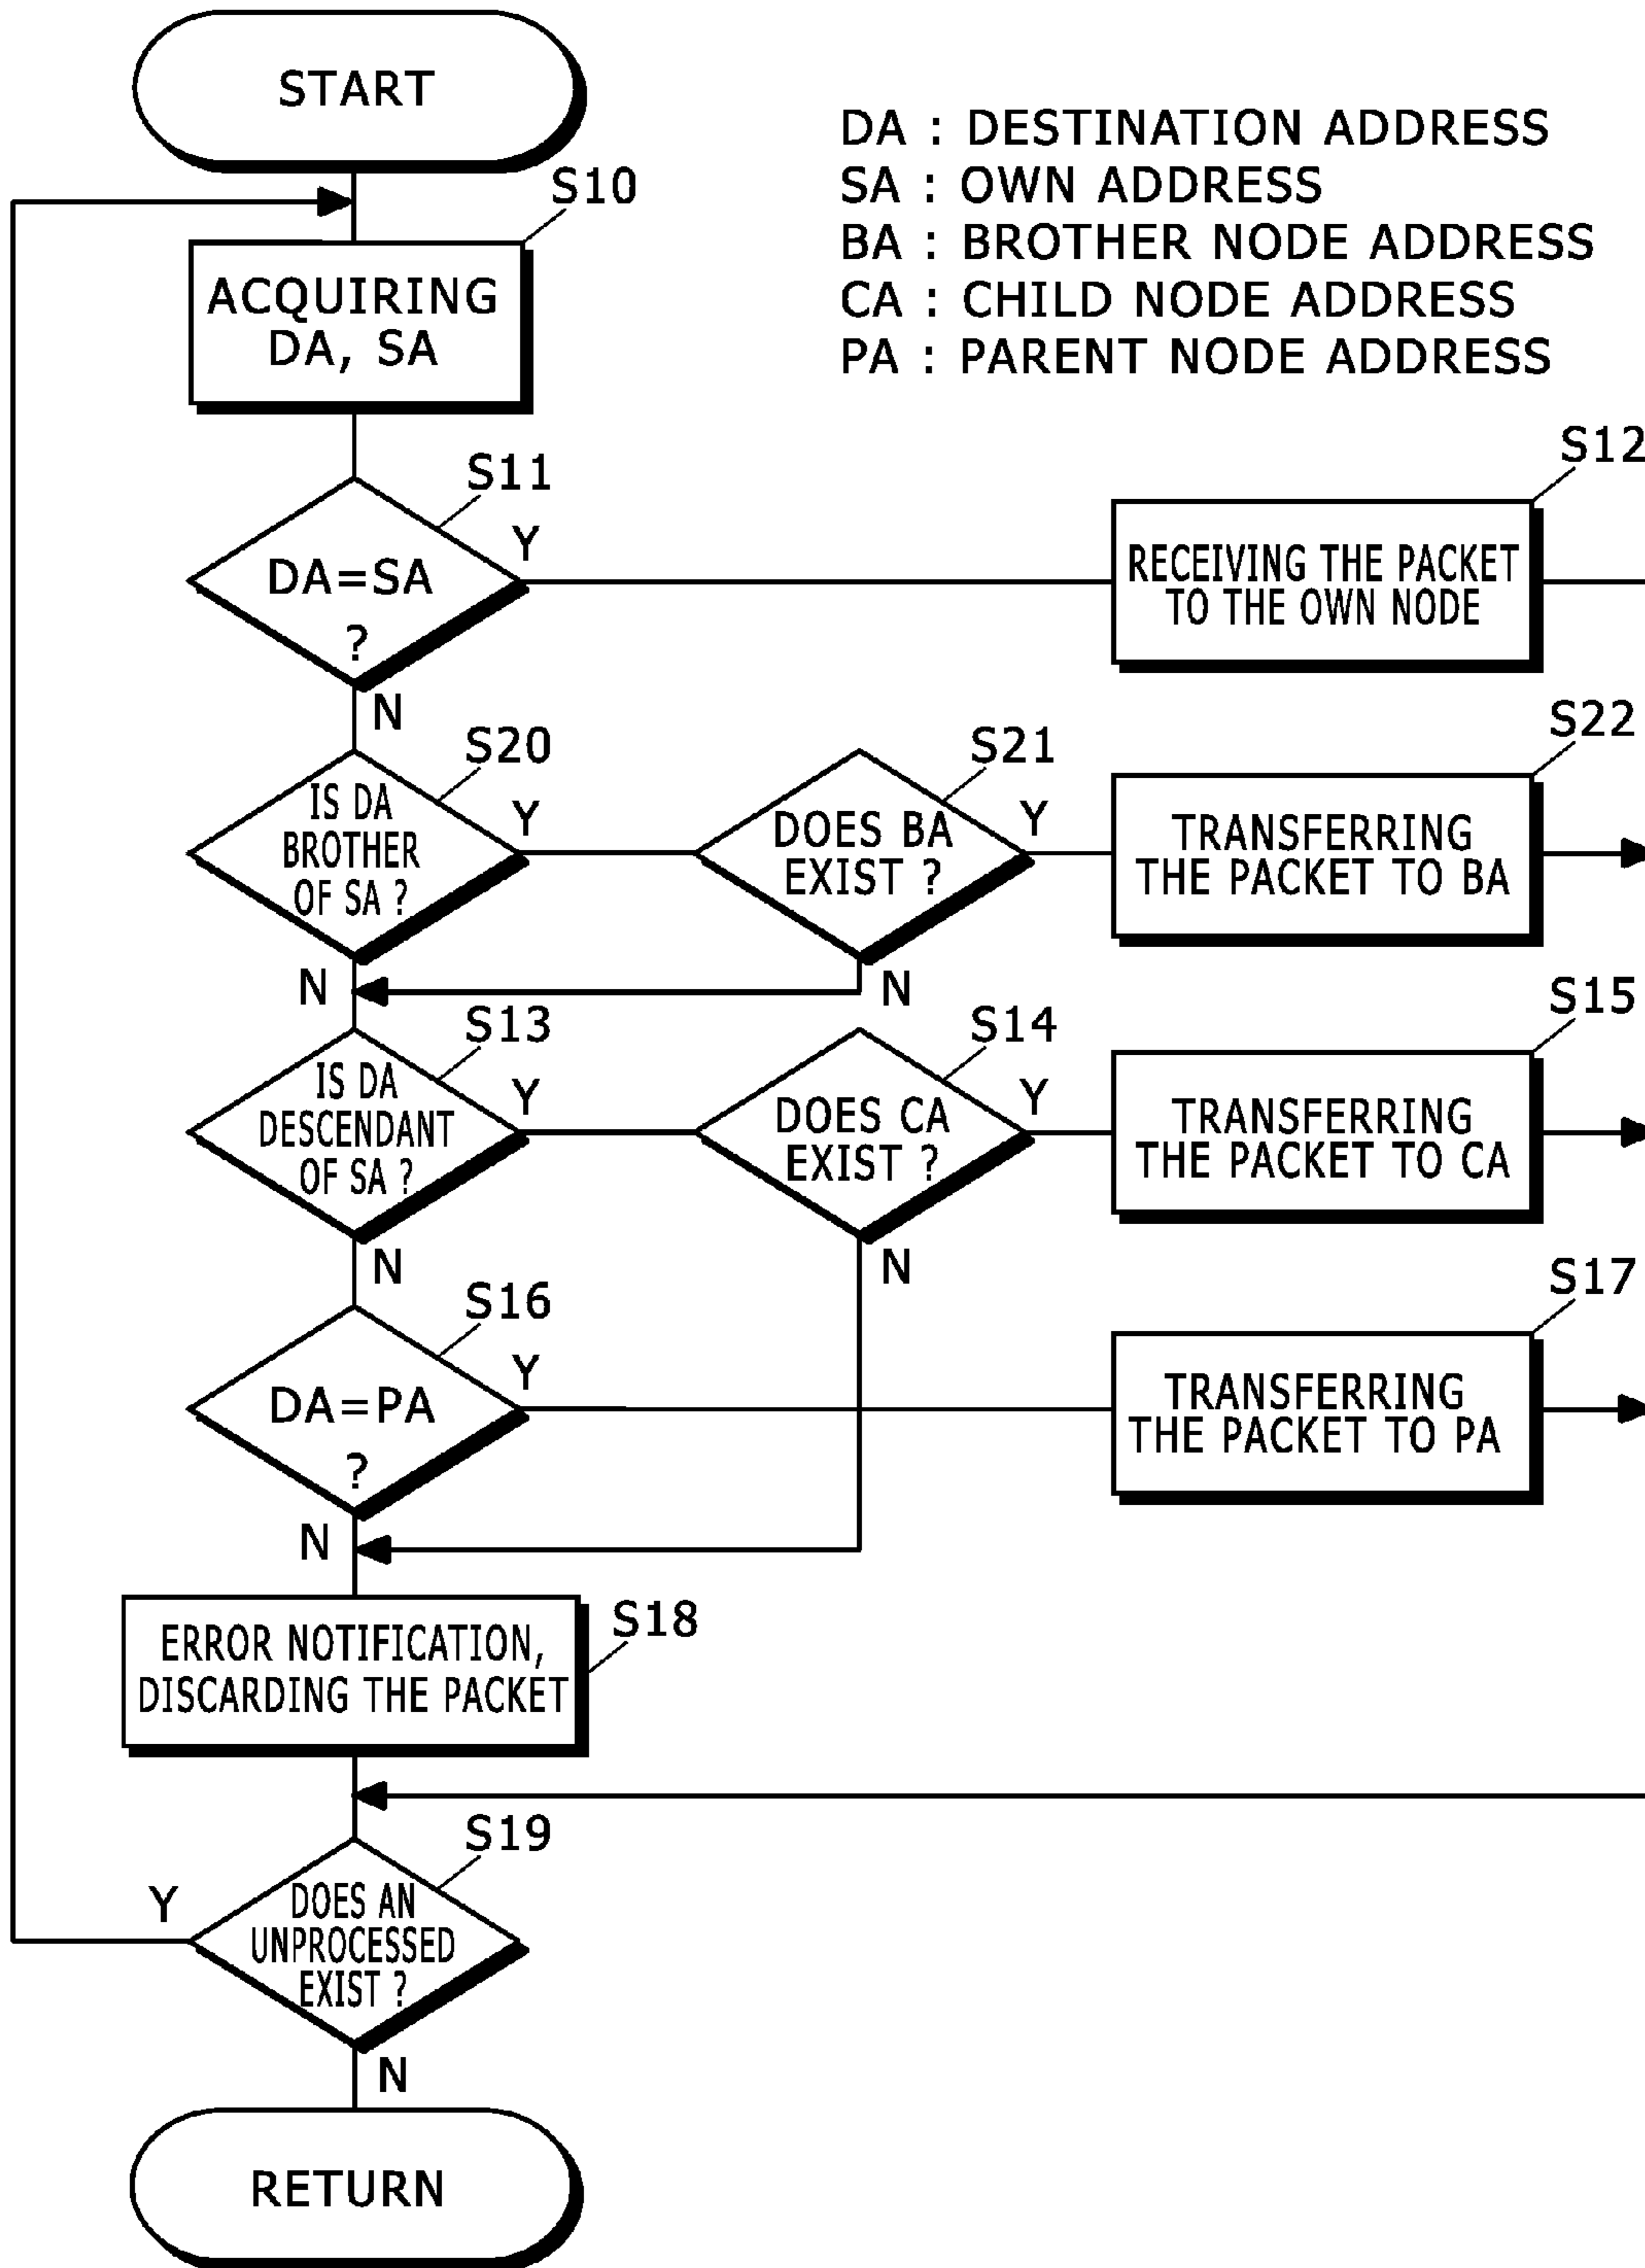 START
DA : DESTINATION ADDRESS
SA : OWN ADDRESS
BA : BROTHER NODE ADDRESS
CA : CHILD NODE ADDRESS
PA : PARENT NODE ADDRESS
S10
ACQUIRING
DA, SA
S11
DA=SA
?
Y
N
S12
RECEIVING THE PACKET
TO THE OWN NODE
S20
IS DA
BROTHER
OF SA ?
Y
N
S21
DOES BA
EXIST ?
Y
N
S22
TRANSFERRING
THE PACKET TO BA
S13
IS DA
DESCENDANT
OF SA ?
Y
N
S14
DOES CA
EXIST ?
Y
N
S15
TRANSFERRING
THE PACKET TO CA
S16
DA=PA
?
Y
N
S17
TRANSFERRING
THE PACKET TO PA
S18
ERROR NOTIFICATION,
DISCARDING THE PACKET
S19
DOES AN
UNPROCESSED
EXIST ?
Y
N
RETURN